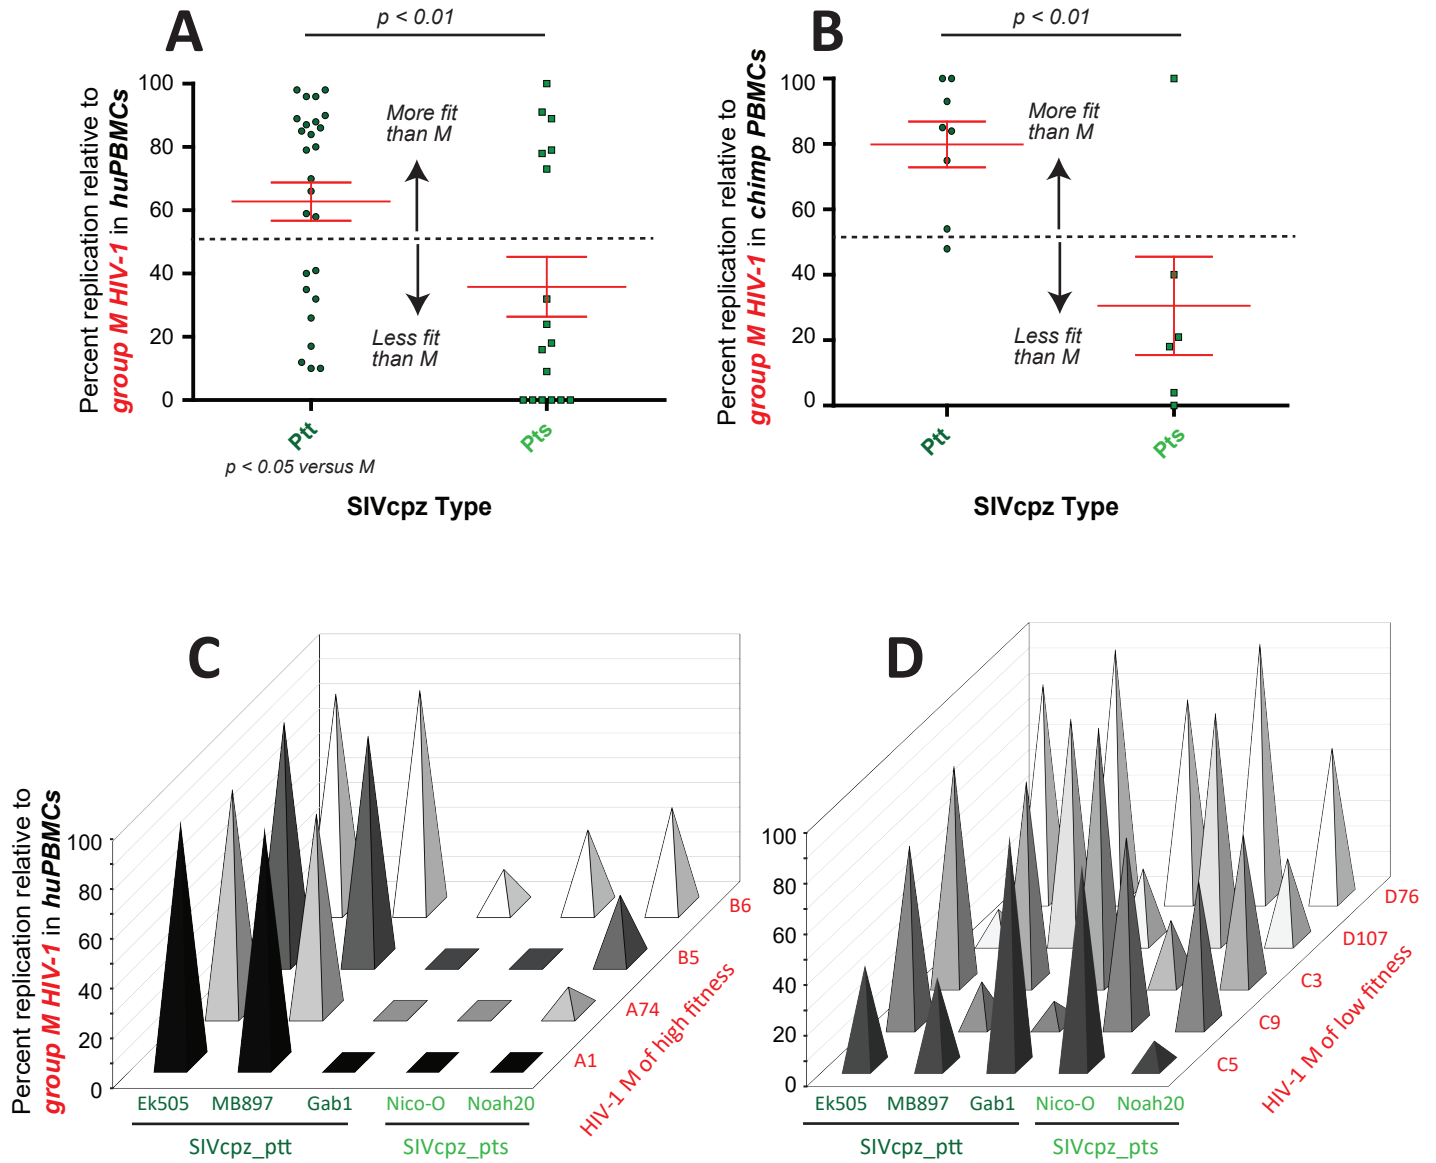 A
p < 0.01
Percent replication relative to
group M HIV-1 in huPBMCs
100
80
60
40
20
0
More fit
than M
Less fit
than M
Ptt
Pts
p < 0.05 versus M
SIVcpz Type
B
p < 0.01
Percent replication relative to
group M HIV-1 in chimp PBMCs
100
80
60
40
20
0
More fit
than M
Less fit
than M
Ptt
Pts
SIVcpz Type
C
Percent replication relative to
group M HIV-1 in huPBMCs
100
80
60
40
20
0
B6
B5
A74
A1
HIV-1 M of high fitness
Ek505 MB897 Gab1 Nico-O Noah20
SIVcpz_ptt SIVcpz_pts
D
100
80
60
40
20
0
D76
D107
C3
C9
C5
HIV-1 M of low fitness
Ek505 MB897 Gab1 Nico-O Noah20
SIVcpz_ptt SIVcpz_pts